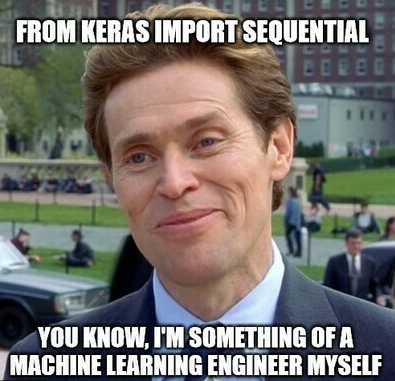 FROM KERAS IMPORT SEQUENTIAL
YOU KNOW, I'M SOMETHING OF A
MACHINE LEARNING ENGINEER MYSELF